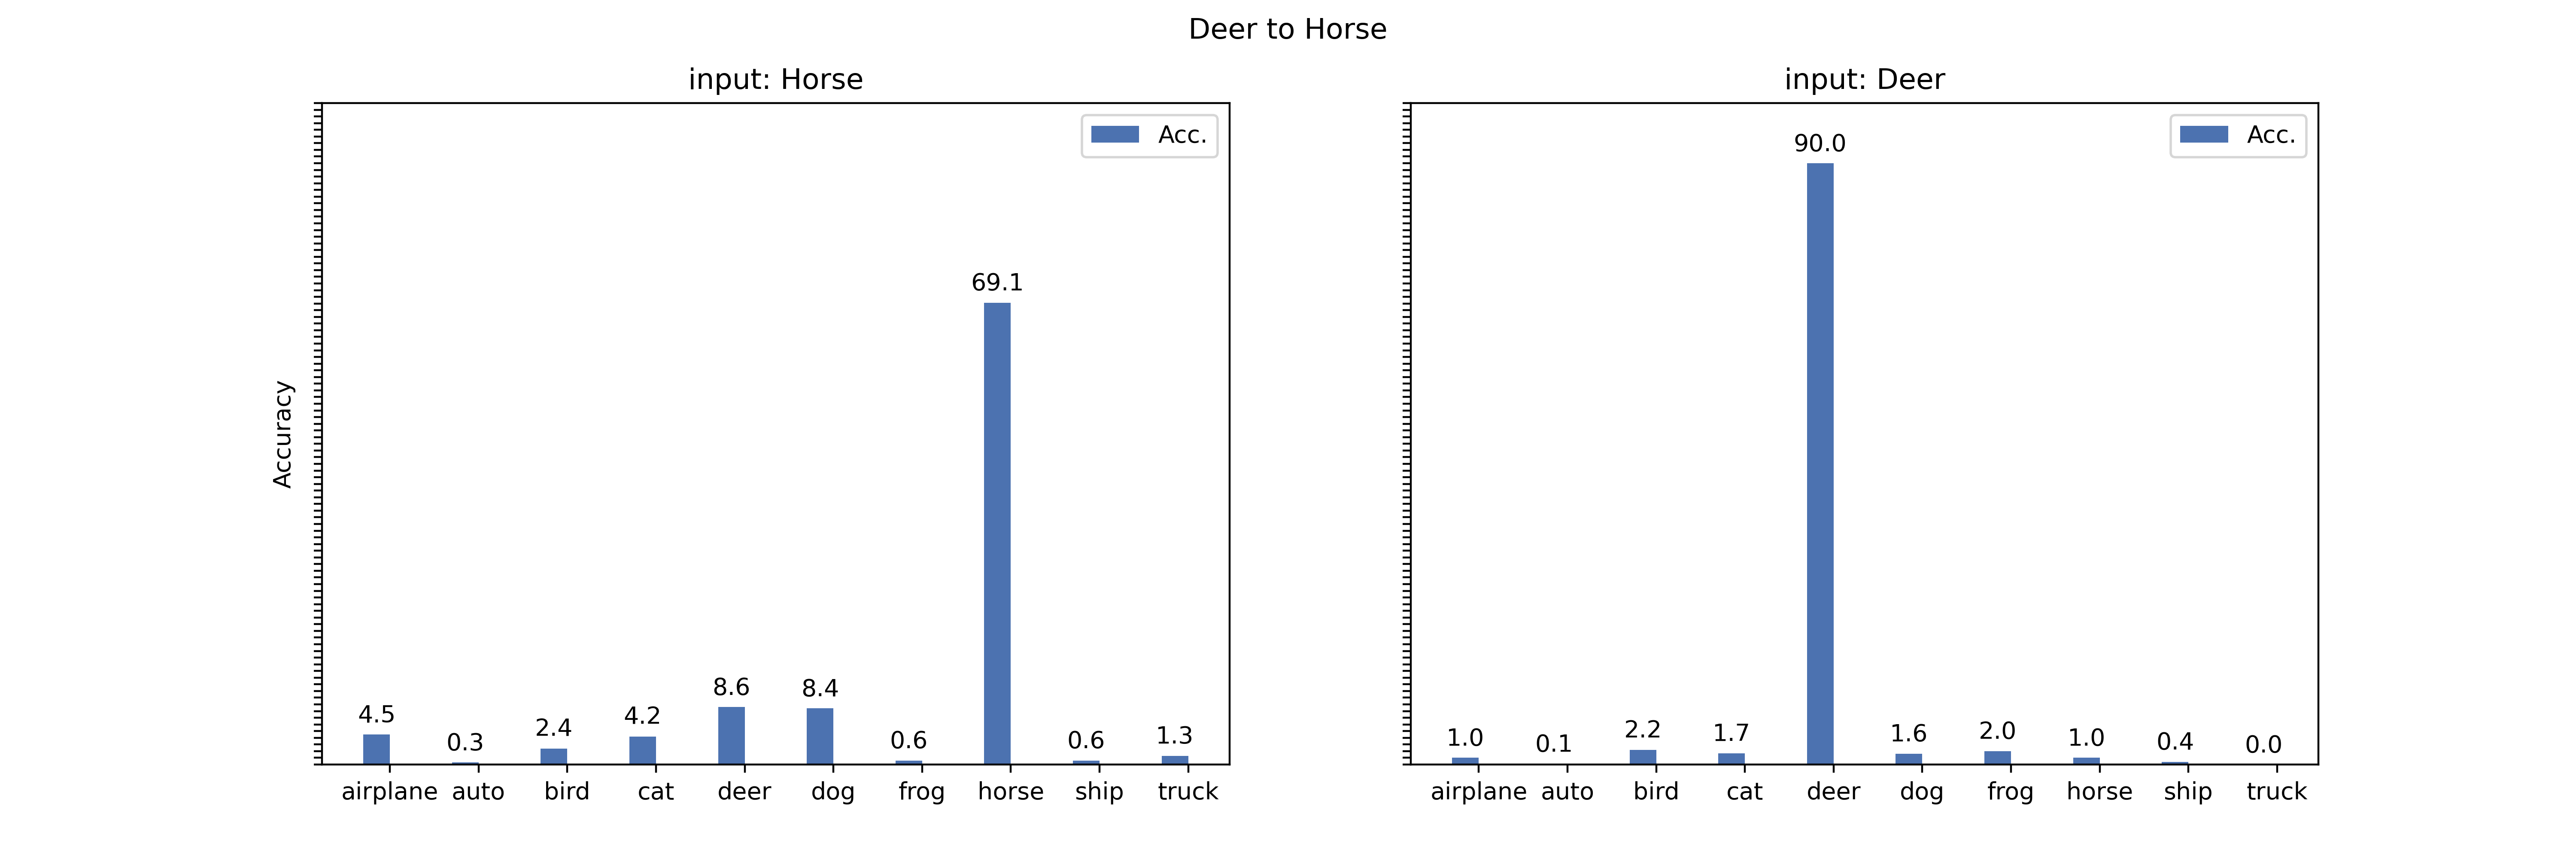 Deer to Horse
input: Horse
Acc.
69.1
8.6
8.4
4.5
4.2
2.4
1.3
0.6
0.6
0.3
Accuracy
airplane auto bird cat deer dog frog horse ship truck
input: Deer
Acc.
90.0
1.0
0.1
2.2
1.7
1.6
2.0
1.0
0.4
0.0
airplane auto bird cat deer dog frog horse ship truck